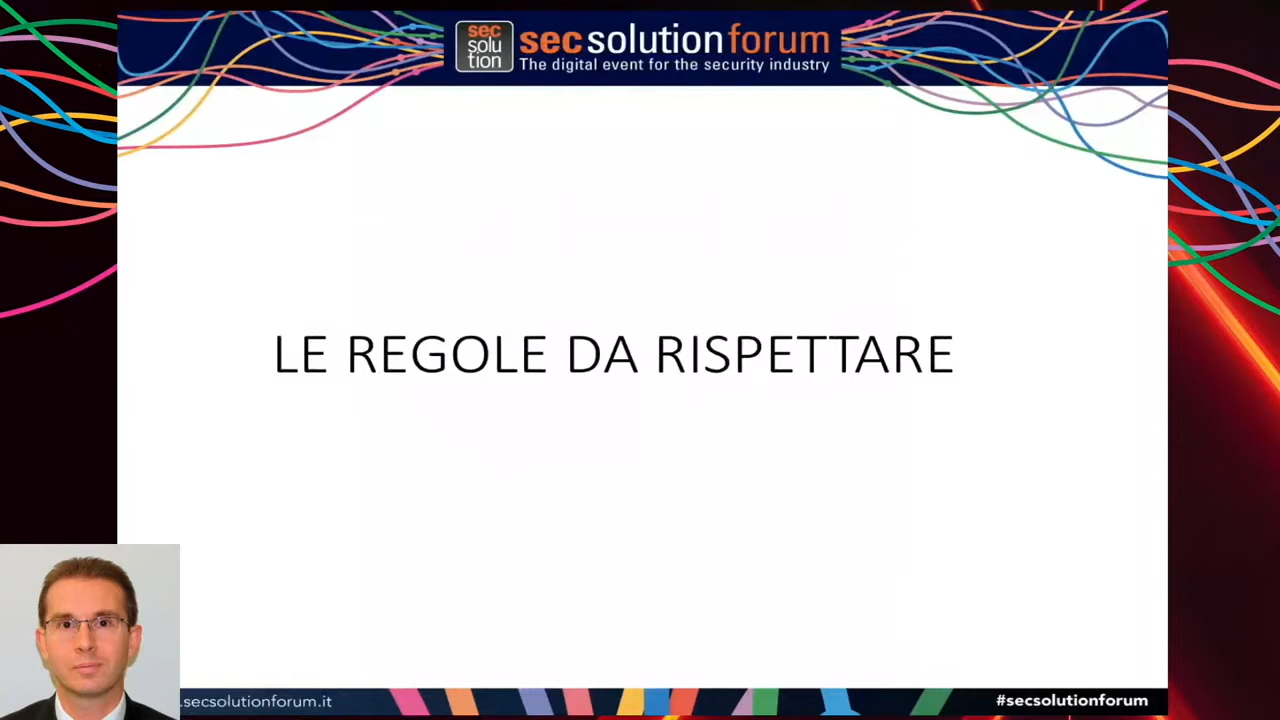 sec
solu
tion
secsolutionforum
The digital event for the security industry
LE REGOLE DA RISPETTARE
.secsolutionforum.it
#secsolutionforum